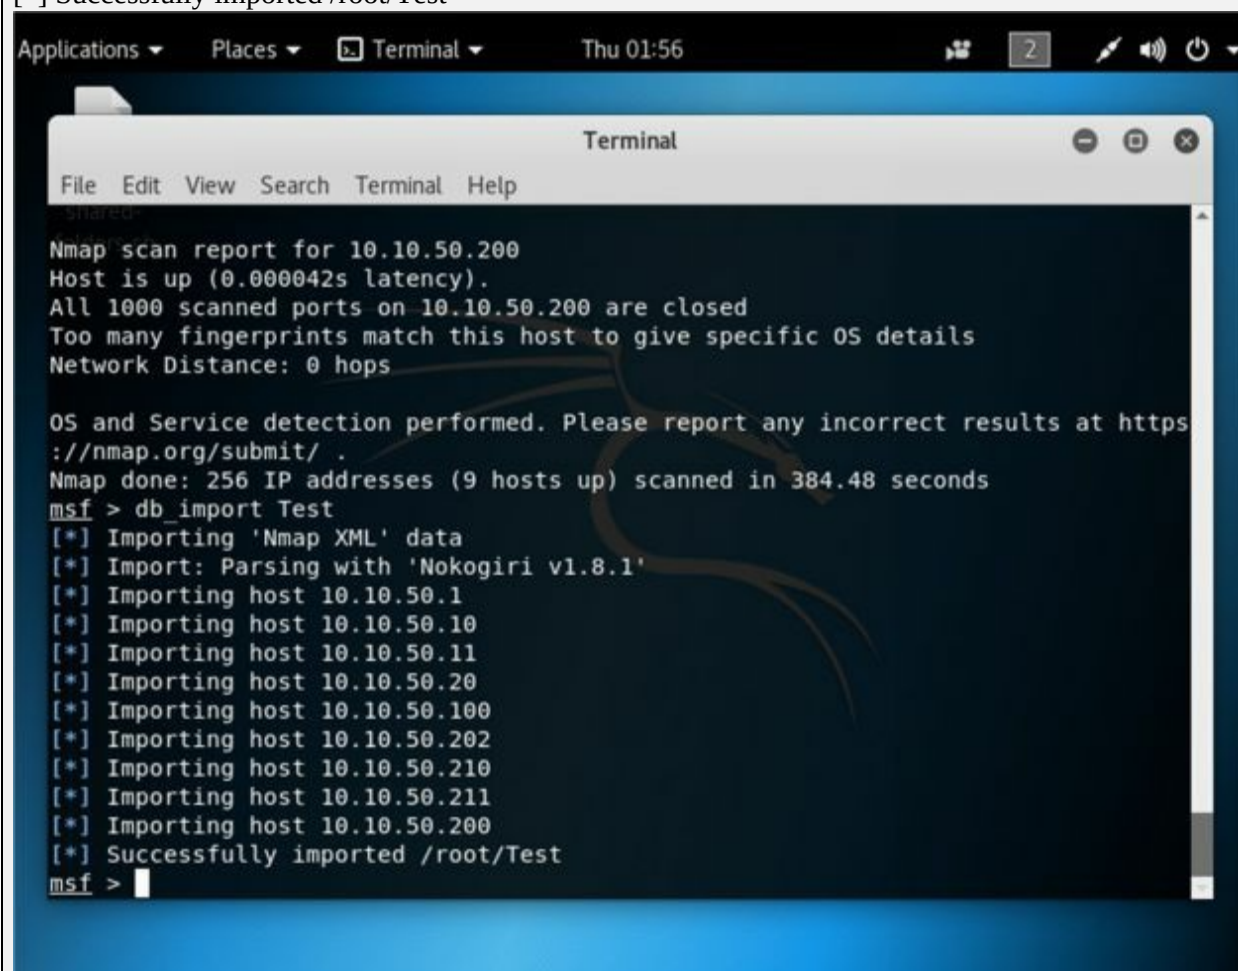 [*] Successfully imported /root/Test
Applications Places Terminal Thu 01:56 2
Terminal
File Edit View Search Terminal Help
shared-
Nmap scan report for 10.10.50.200
Host is up (0.000042s latency).
All 1000 scanned ports on 10.10.50.200 are closed
Too many fingerprints match this host to give specific OS details
Network Distance: 0 hops
OS and Service detection performed. Please report any incorrect results at https
://nmap.org/submit/ .
Nmap done: 256 IP addresses (9 hosts up) scanned in 384.48 seconds
msf > db_import Test
[*] Importing 'Nmap XML' data
[*] Import: Parsing with 'Nokogiri v1.8.1'
[*] Importing host 10.10.50.1
[*] Importing host 10.10.50.10
[*] Importing host 10.10.50.11
[*] Importing host 10.10.50.20
[*] Importing host 10.10.50.100
[*] Importing host 10.10.50.202
[*] Importing host 10.10.50.210
[*] Importing host 10.10.50.211
[*] Importing host 10.10.50.200
[*] Successfully imported /root/Test
msf >